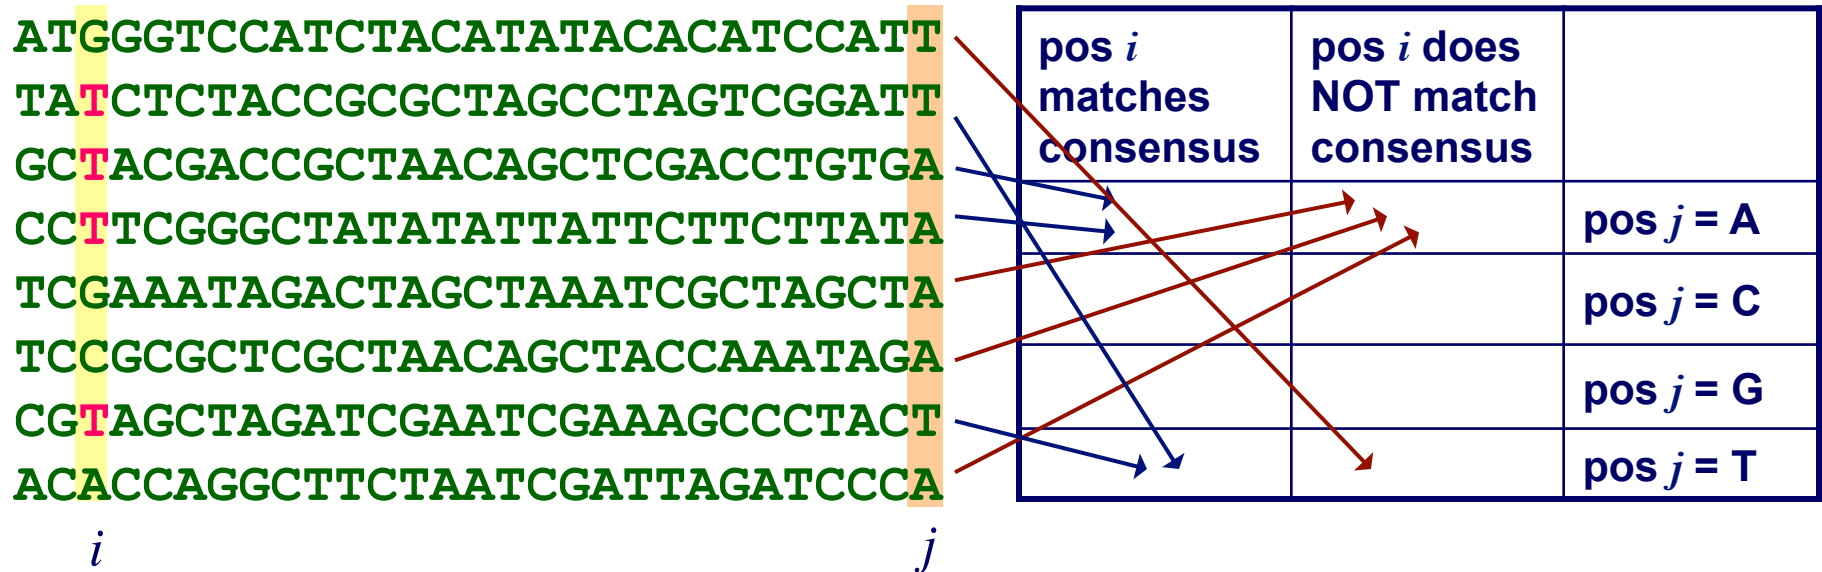 ATGGGTCCATCTACATATACACATCCATT
TATCTCTACCGCGCTAGCCTAGTCGGATT
GCTACGACCGCTAACAGCTCGACCTGTGA
CCTTCGGGCTATATATTATTCTTCTTATA
TCGAAATAGACTAGCTAAATCGCTAGCTA
TCCGCGCTCGCTAACAGCTACCAAATAGA
CGTAGCTAGATCGAATCGAAAGCCCTACT
ACACCAGGCTTCTAATCGATTAGATCCCA
i
j
pos i
matches
consensus
pos i does
NOT match
consensus
pos j = A
pos j = C
pos j = G
pos j = T